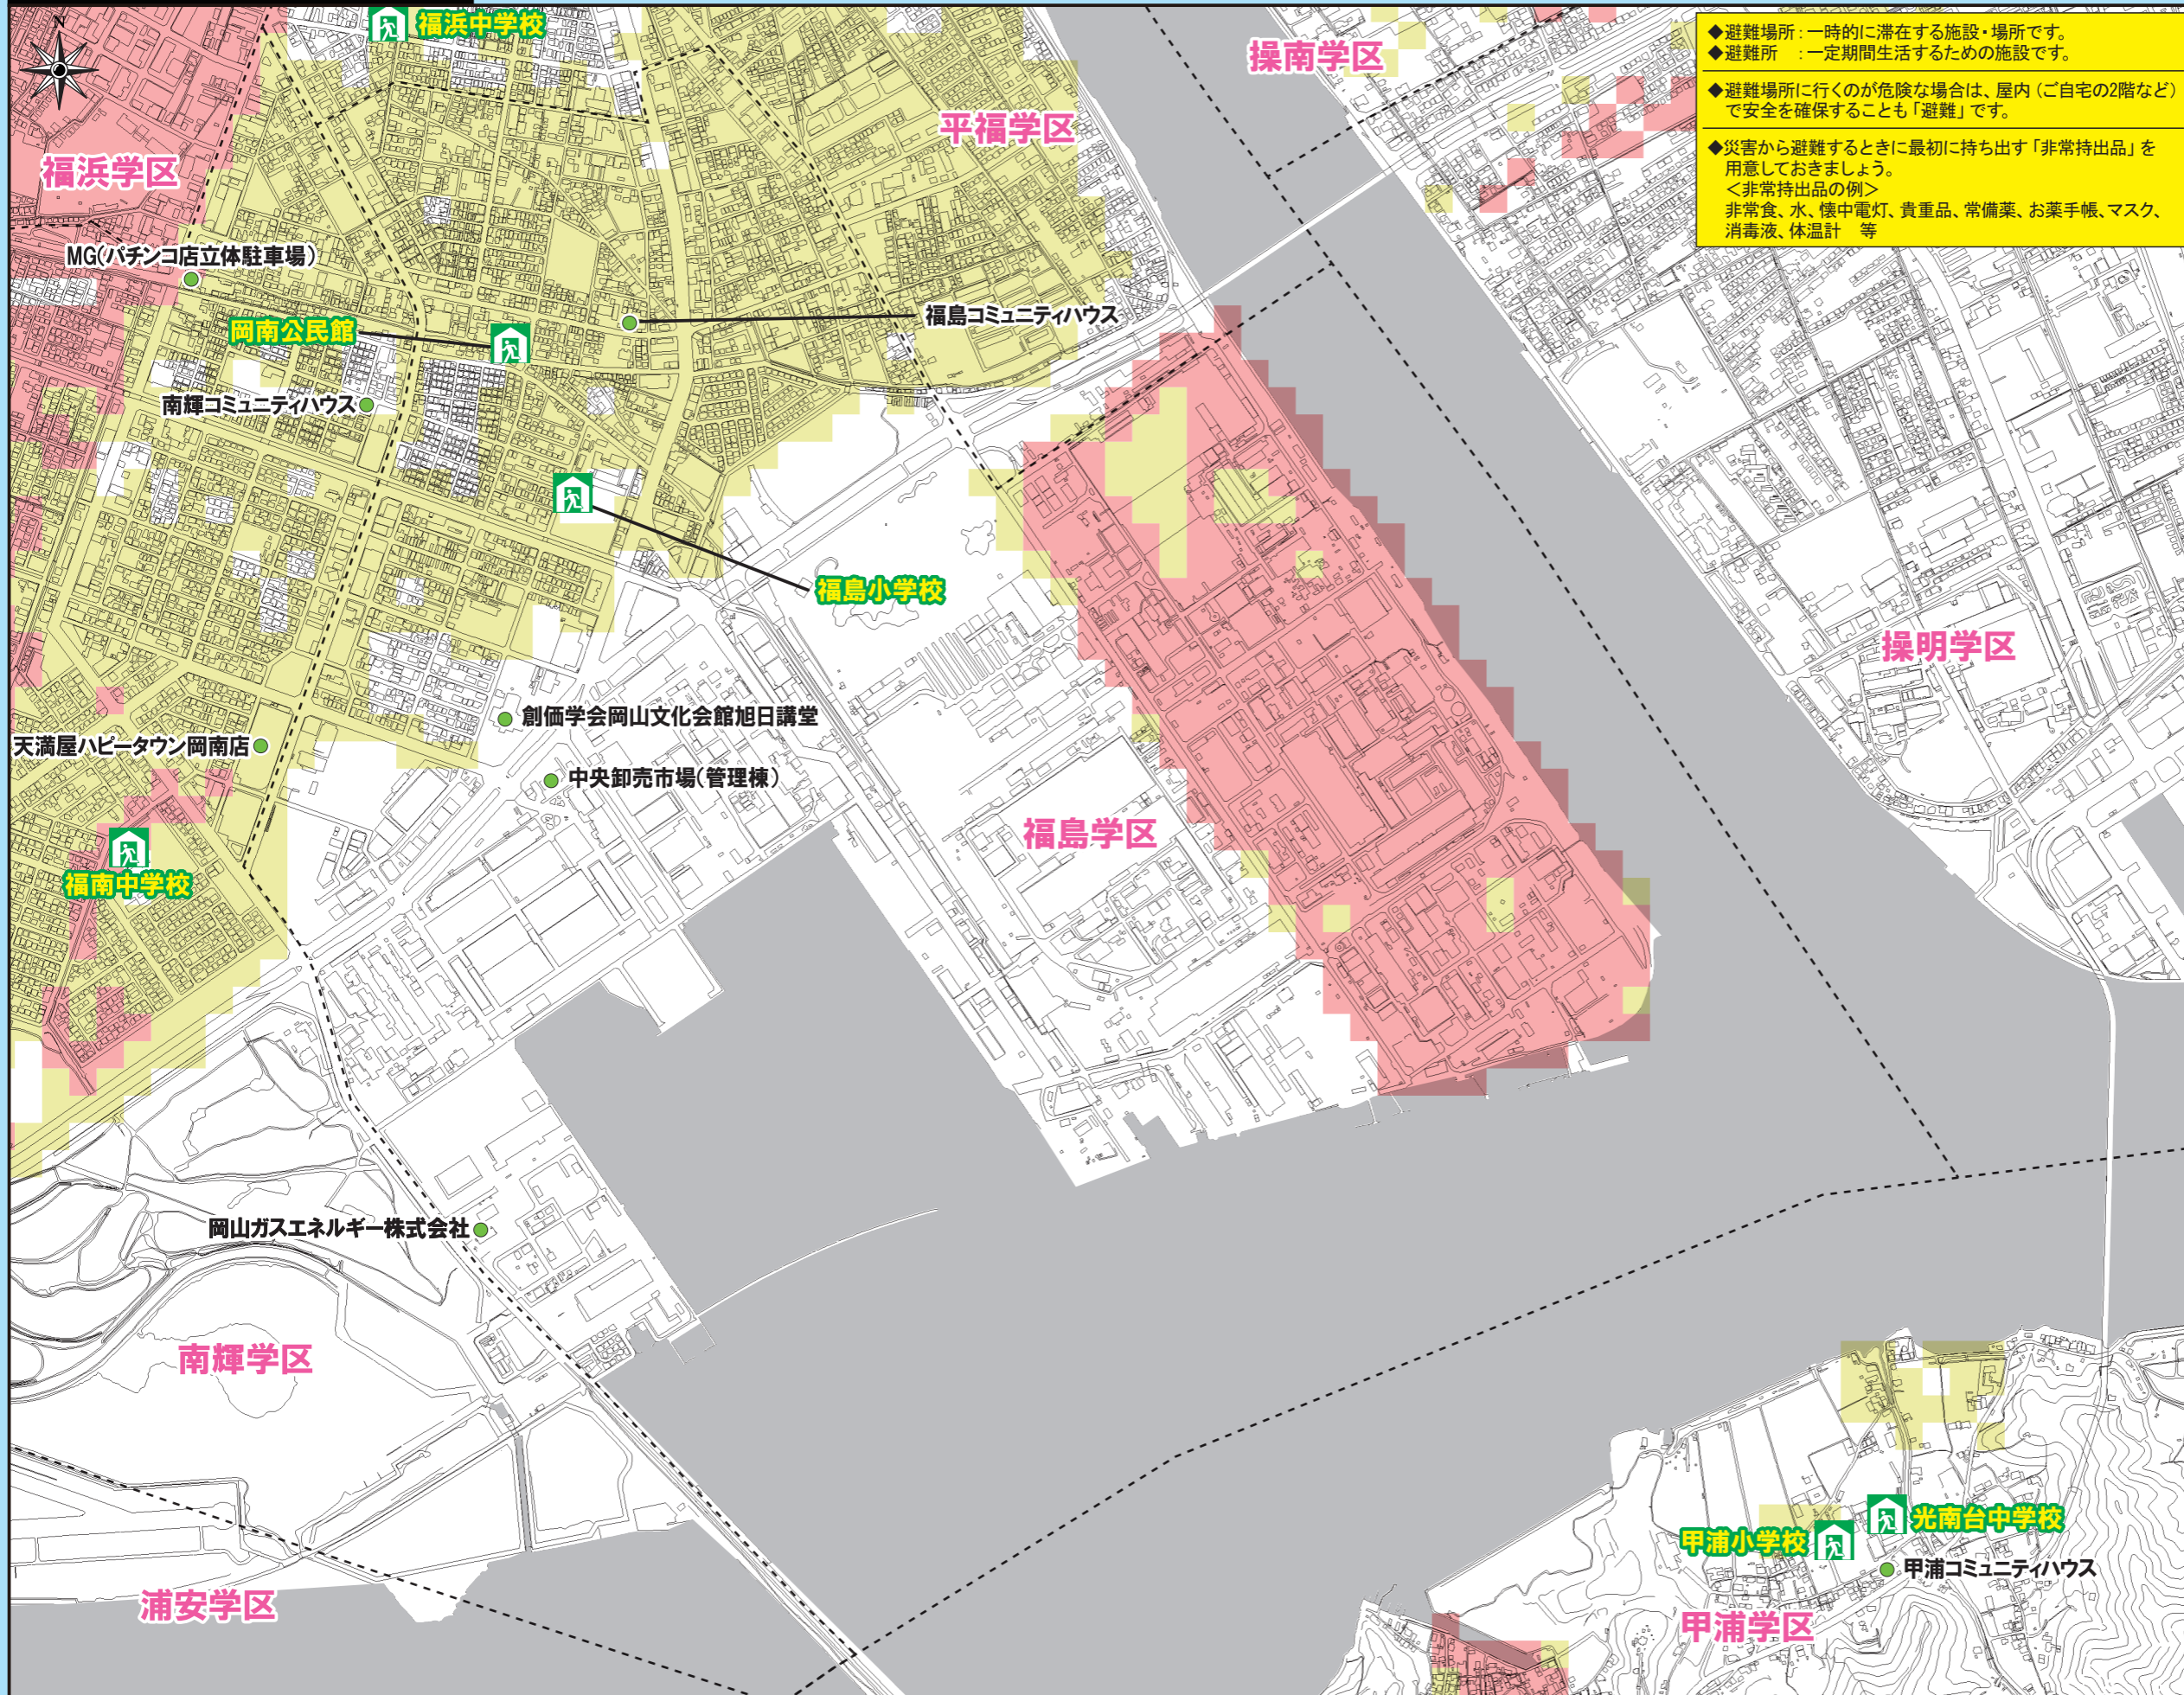 N
福浜中学校
操南学区
平福学区
福浜学区
◆避難場所：一時的に滞在する施設・場所です。
◆避難所　：一定期間生活するための施設です。
◆避難場所に行くのが危険な場合は、屋内（ご自宅の2階など）
で安全を確保することも「避難」です。
◆災害から避難するときに最初に持ち出す「非常持出品」を
用意しておきましょう。
＜非常持出品の例＞
非常食、水、懐中電灯、貴重品、常備薬、お薬手帳、マスク、
消毒液、体温計　等
MG(パチンコ店立体駐車場)
岡南公民館
福島コミュニティハウス
南輝コミュニティハウス
福島小学校
操明学区
創価学会岡山文化会館旭日講堂
天満屋ハピータウン岡南店
中央卸売市場(管理棟)
福島学区
福南中学校
岡山ガスエネルギー株式会社
南輝学区
光南台中学校
甲浦小学校
甲浦コミュニティハウス
浦安学区
甲浦学区